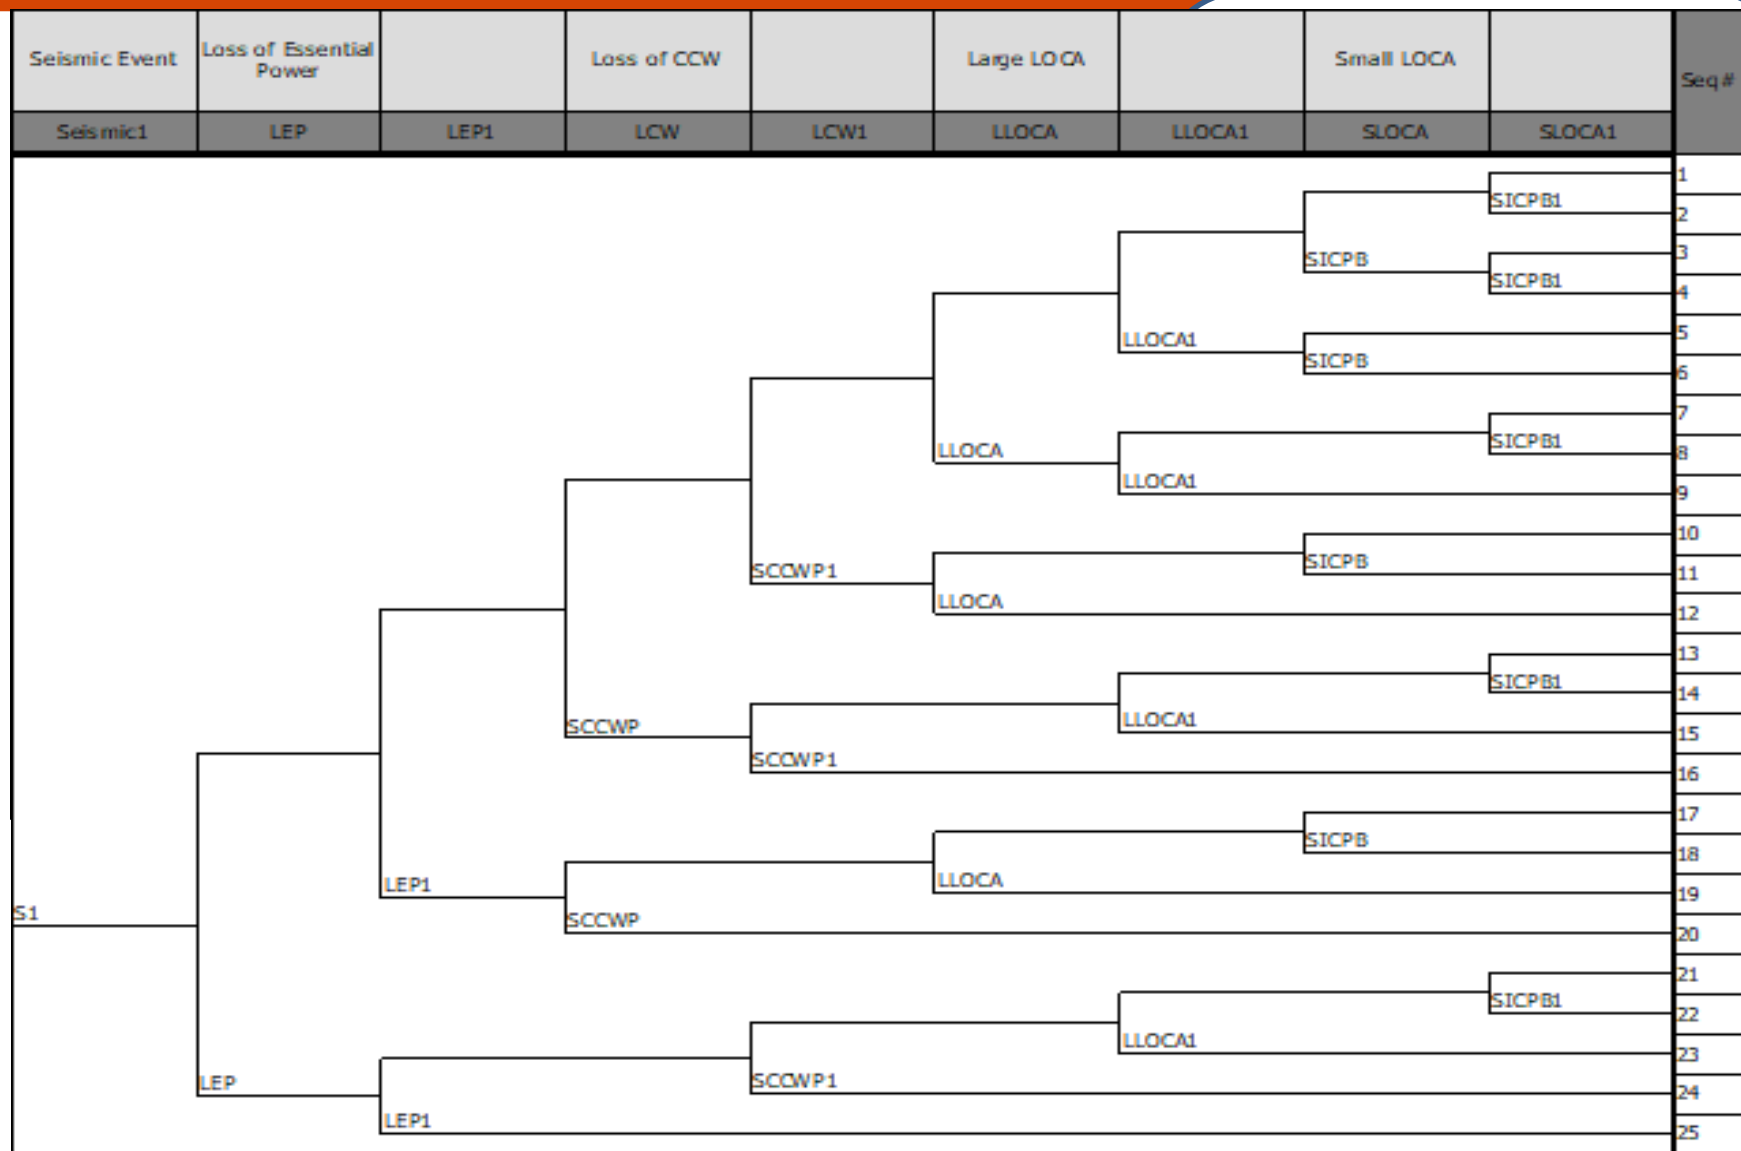 Seismic Event
Loss of Essential
Power
Loss of CCW
Large LOCA
Small LOCA
Seq #
Seismic1
LEP
LEP1
LCW
LCW1
LLOCA
LLOCA1
SLOCA
SLOCA1
1
SICPB1
2
3
SICPB
SICPB1
4
5
LLOCA1
SICPB
6
7
SICPB1
LLOCA
8
LLOCA1
9
10
SICPB
SCCWP1
11
LLOCA
12
13
SICPB1
14
LLOCA1
SCCWP
15
SCCWP1
16
17
SICPB
18
LEP1
LLOCA
19
S1
SCCWP
20
21
SICPB1
22
LLOCA1
23
LEP
SCCWP1
24
LEP1
25